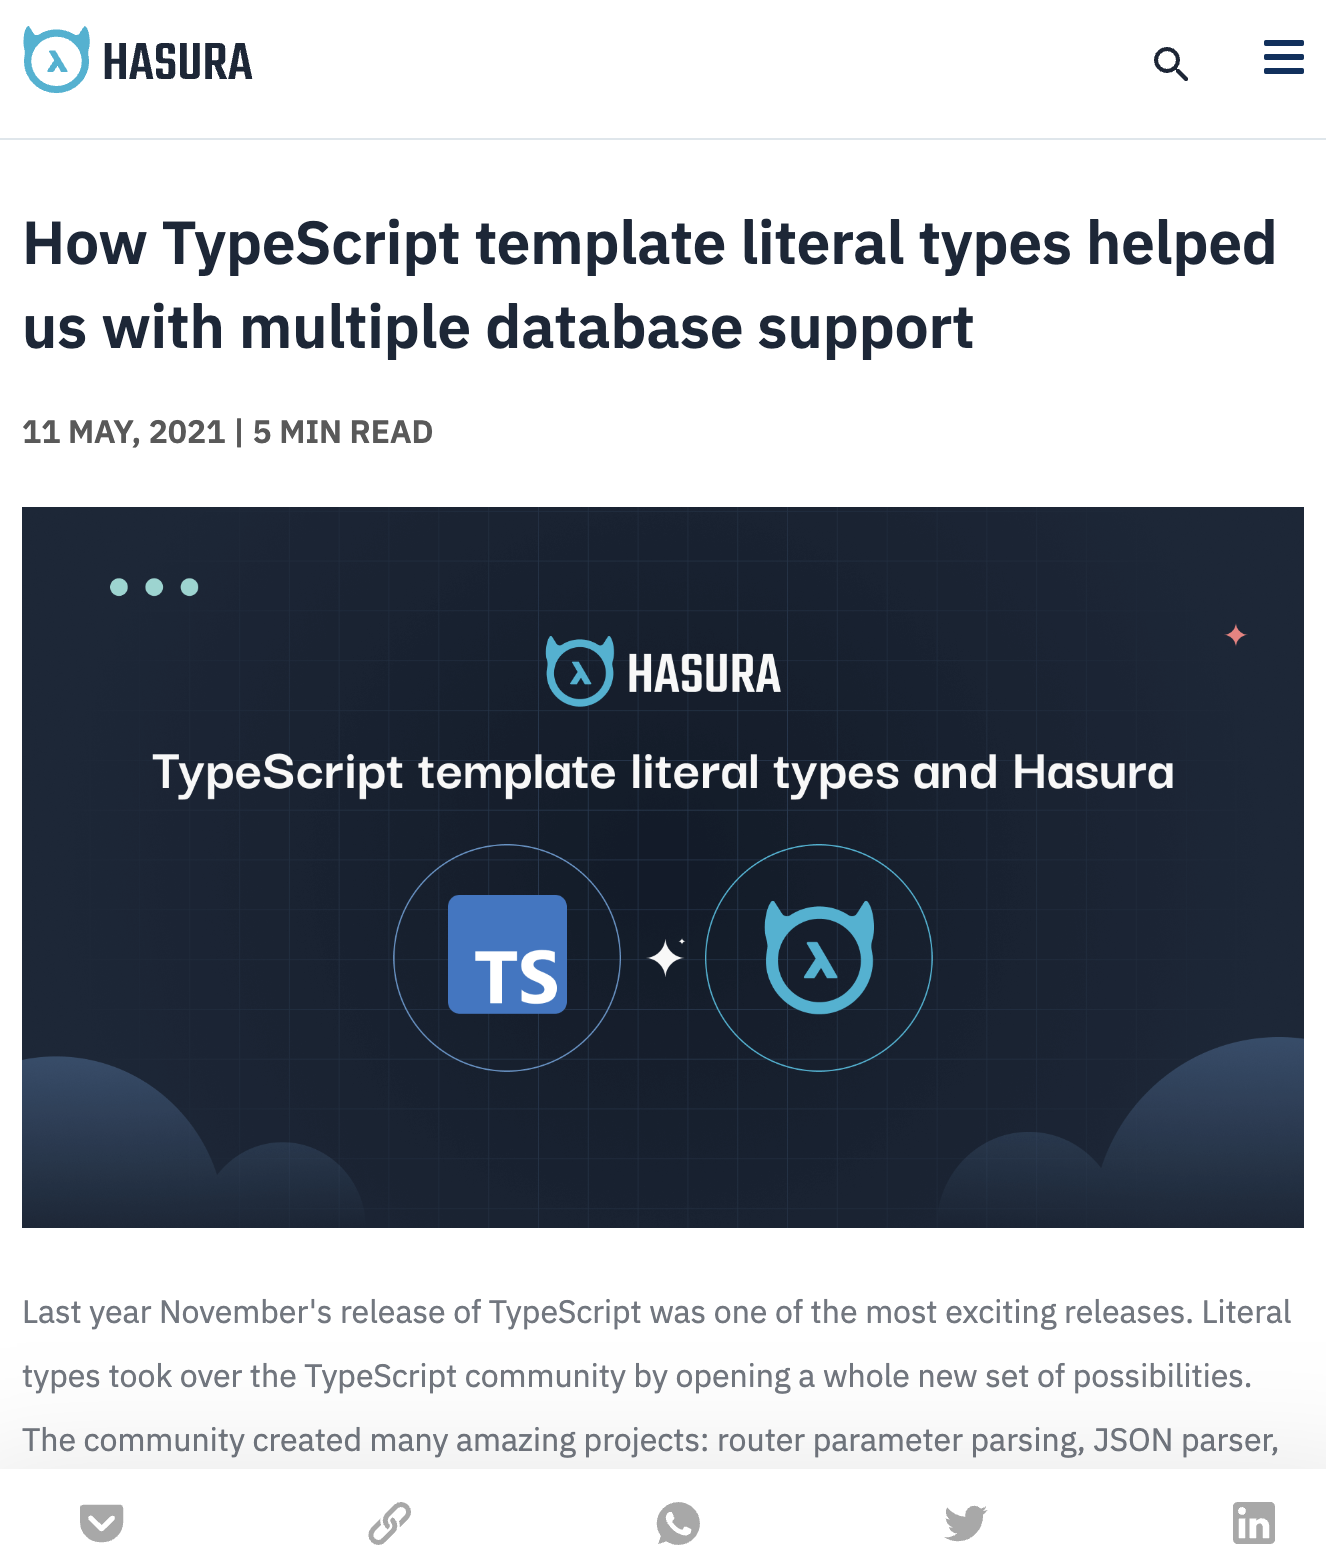 HASURA
How TypeScript template literal types helped
us with multiple database support
11 MAY, 2021 | 5 MIN READ
HASURA
TypeScript template literal types and Hasura
TS
Last year November's release of TypeScript was one of the most exciting releases. Literal
types took over the TypeScript community by opening a whole new set of possibilities.
The community created many amazing projects: router parameter parsing, JSON parser,